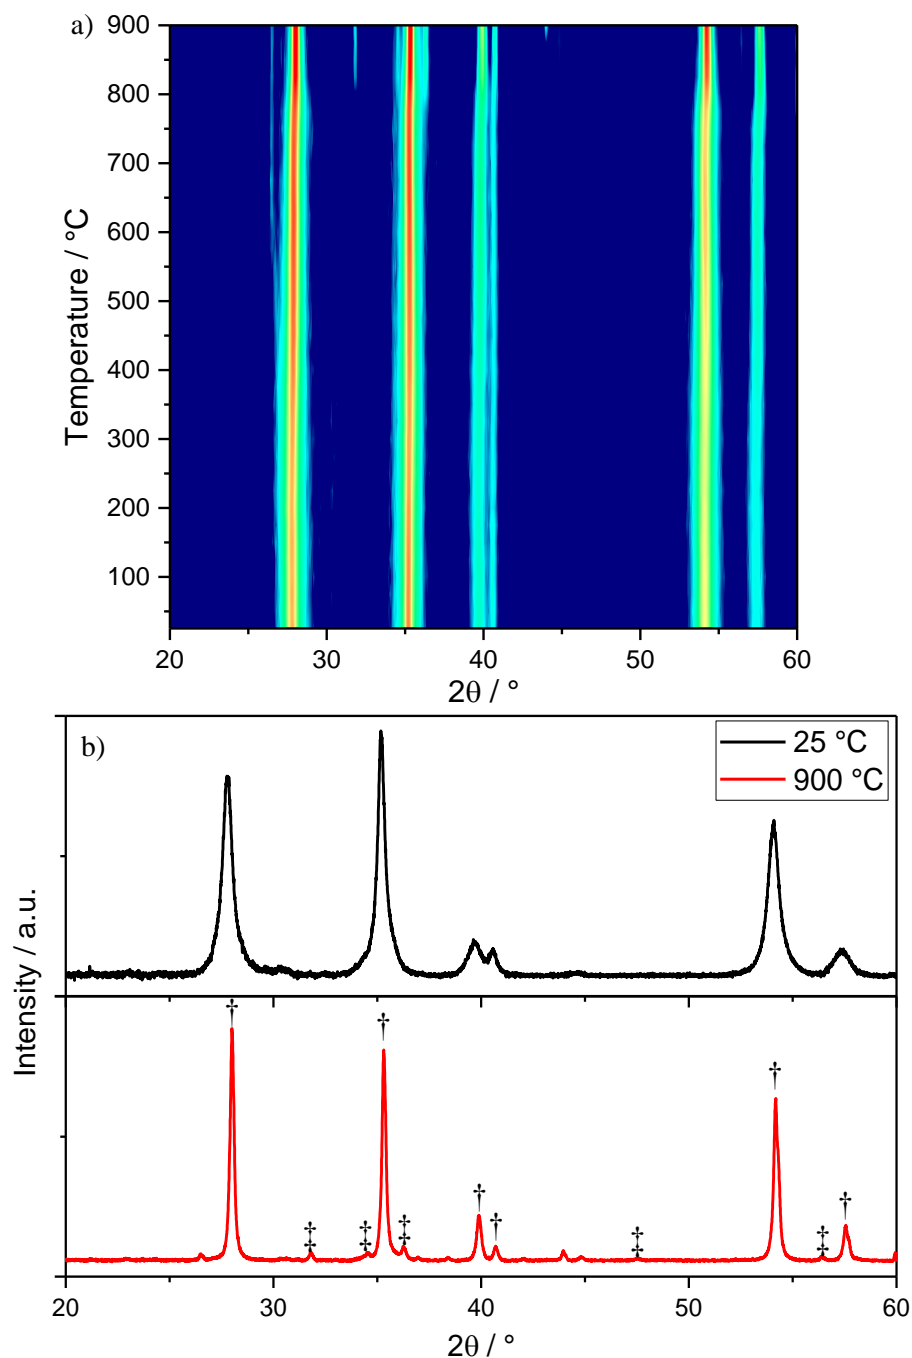 a)
900
800
700
600
500
400
300
200
100
Temperature / °C
20 30 40 50 60
2θ / °
b)
25 °C
900 °C
Intensity / a.u.
† † † † † † ‡ ‡ ‡ ‡ ‡
20 30 40 50 60
2θ / °